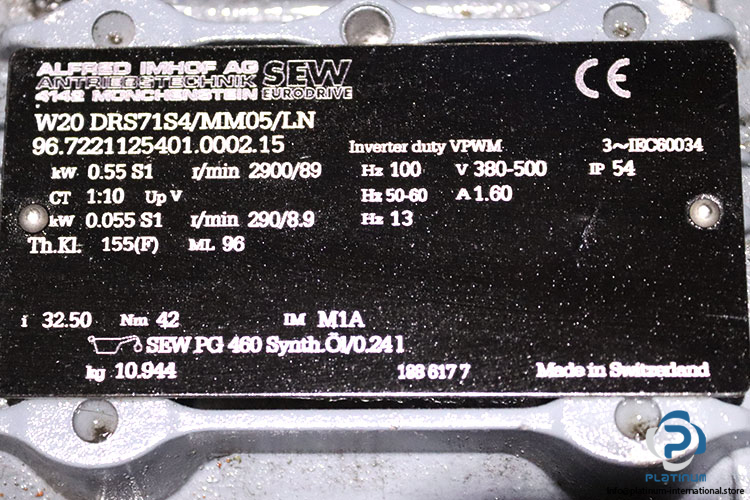 ALFRED IMHOF AG
ANTRIEBSTECHNIK
4142 MÜNCHENSTEIN
SEW
EURODRIVE
CE
W20 DRS71S4/MM05/LN
96.7221125401.0002.15 Inverter duty VPWM 3~IEC60034
kW 0.55 S1 r/min 2900/89 Hz 100 V 380-500 IP 54
CT 1:10 Up V Hz 50-60 A 1.60
kW 0.055 S1 r/min 290/8.9 Hz 13
Th.Kl. 155(F) ML 96
i 32.50 Nm 42 IM M1A
SEW PG 460 Synth.Öl/0.24 l
kg 10.944 188 617 7 Made in Switzerland
PLATINUM